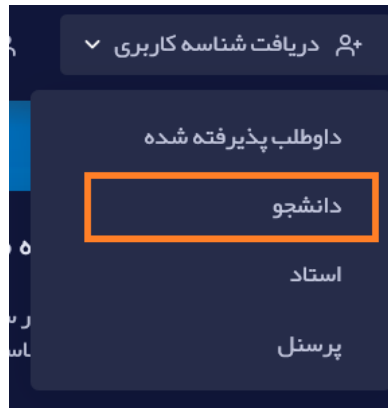 دریافت شناسه کاربری
داوطلب پذیرفته شده
دانشجو
استاد
پرسنل